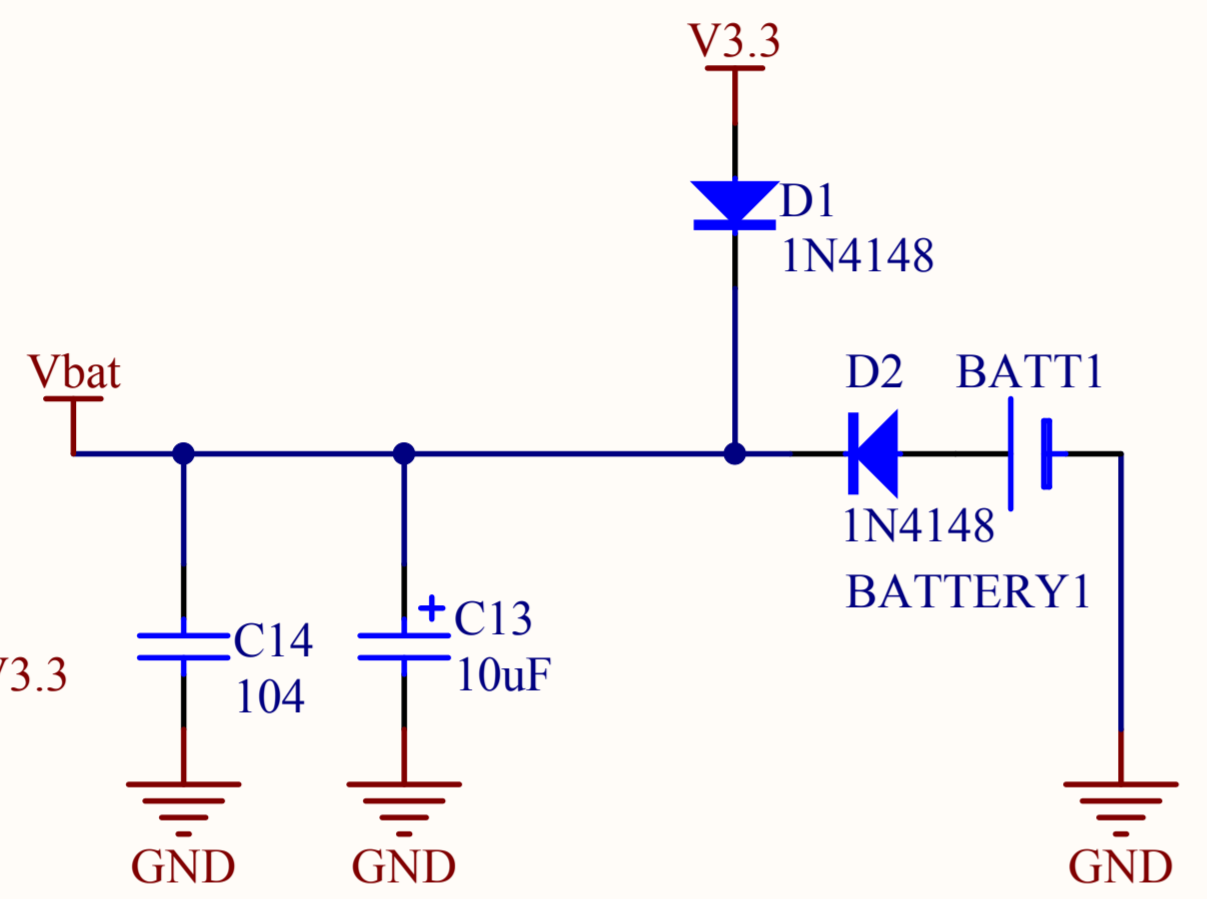 V3.3
D1
1N4148
Vbat
D2
BATT1
1N4148
BATTERY1
+
C13
10uF
C14
104
V3.3
GND
GND
GND